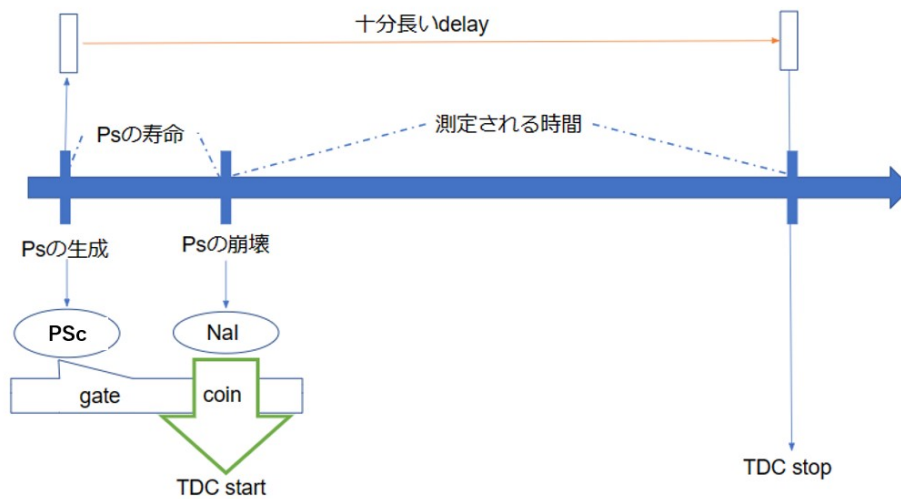 十分長いdelay
Psの寿命
測定される時間
Psの生成
Psの崩壊
PSc
NaI
gate
coin
TDC start
TDC stop